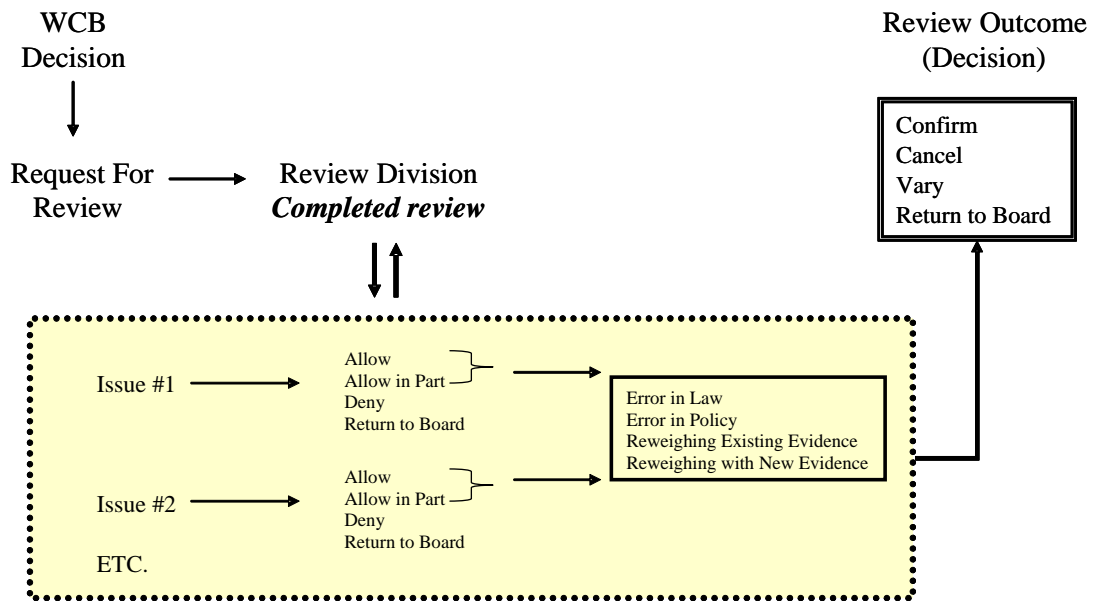 WCB
Decision
Request For
Review
Review Division
Completed review
Review Outcome
(Decision)
Confirm
Cancel
Vary
Return to Board
Issue #1
Allow
Allow in Part
Deny
Return to Board
Issue #2
Allow
Allow in Part
Deny
Return to Board
ETC.
Error in Law
Error in Policy
Reweighing Existing Evidence
Reweighing with New Evidence